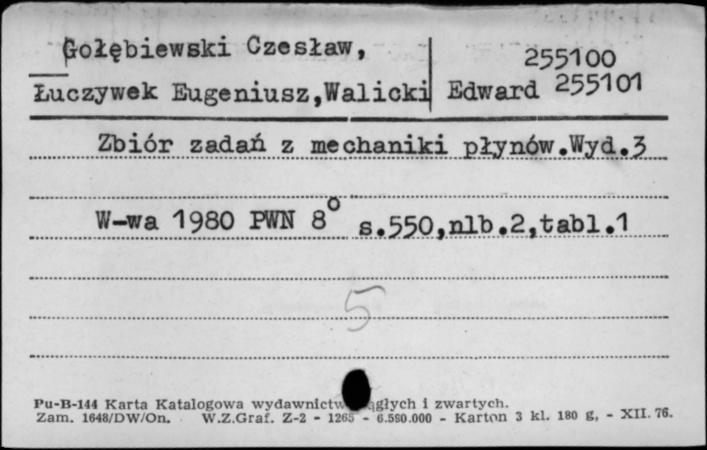 Gołębiewski Czesław, 255100
Łuczywek Eugeniusz,Walicki Edward 255101
Zbiór zadań z mechaniki płynów.Wyd.3
W-wa 1980 PWN 8° s.550,nlb.2,tabl.1
5
Pu-B-144 Karta Katalogowa wydawnictw ągłych i zwartych.
Zam. 1648/DW/On. W.Z.Graf. Z-2 - 1265 - 6.580.000 - Karton 3 kl. 180 g, - XII. 76.